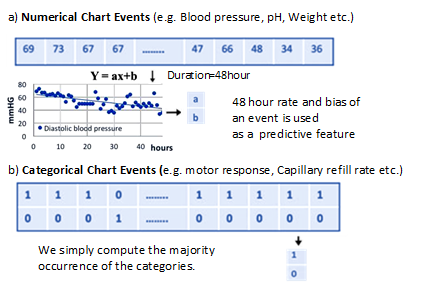 a) Numerical Chart Events (e.g. Blood pressure, pH, Weight etc.)
69 73 67 67 ......... 47 66 48 34 36
Y = ax+b Duration=48hour
mmHG
80
60
40
20
0
Diastolic blood pressure
0 10 20 30 40 hours
a
b
48 hour rate and bias of
an event is used
as a predictive feature
b) Categorical Chart Events (e.g. motor response, Capillary refill rate etc.)
1 1 1 0 ......... 1 1 1 1 1
0 0 0 1 ......... 0 0 0 0 0
We simply compute the majority
occurrence of the categories.
1
0